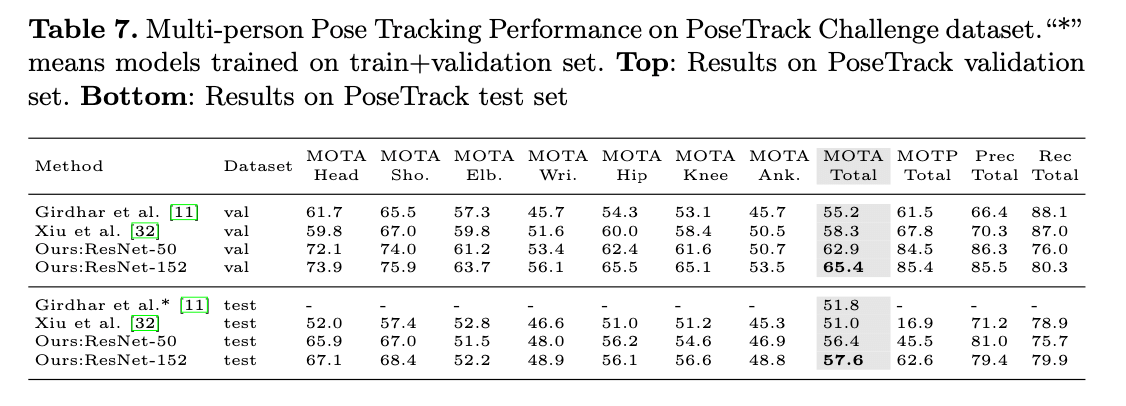 Table 7. Multi-person Pose Tracking Performance on PoseTrack Challenge dataset. “*”
means models trained on train+validation set. Top: Results on PoseTrack validation
set. Bottom: Results on PoseTrack test set
Method Dataset MOTA Head MOTA Sho. MOTA Elb. MOTA Wri. MOTA Hip MOTA Knee MOTA Ank. MOTA Total MOTP Total Prec Total Rec Total
Girdhar et al. [11] val 61.7 65.5 57.3 45.7 54.3 53.1 45.7 55.2 61.5 66.4 88.1
Xiu et al. [32] val 59.8 67.0 59.8 51.6 60.0 58.4 50.5 58.3 67.8 70.3 87.0
Ours:ResNet-50 val 72.1 74.0 61.2 53.4 62.4 61.6 50.7 62.9 84.5 86.3 76.0
Ours:ResNet-152 val 73.9 75.9 63.7 56.1 65.5 65.1 53.5 65.4 85.4 85.5 80.3
Girdhar et al.* [11] test - - - - - - - 51.8 - - -
Xiu et al. [32] test 52.0 57.4 52.8 46.6 51.0 51.2 45.3 51.0 16.9 71.2 78.9
Ours:ResNet-50 test 65.9 67.0 51.5 48.0 56.2 54.6 46.9 56.4 45.5 81.0 75.7
Ours:ResNet-152 test 67.1 68.4 52.2 48.9 56.1 56.6 48.8 57.6 62.6 79.4 79.9